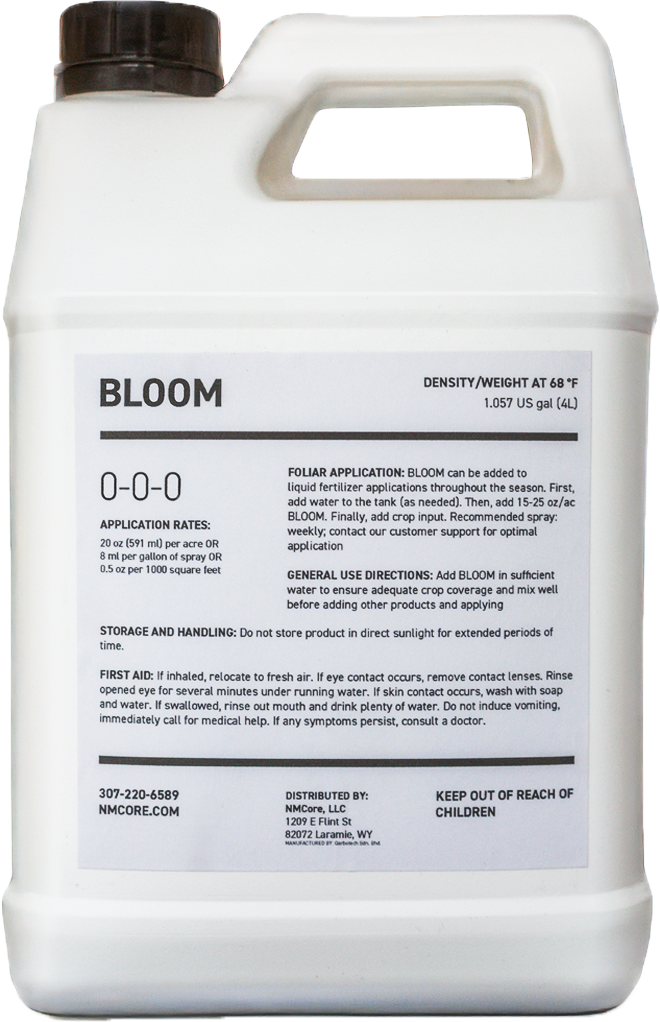 BLOOM
DENSITY/WEIGHT AT 68 °F
1.057 US gal (4L)
0-0-0
APPLICATION RATES:
20 oz (591 ml) per acre OR
8 ml per gallon of spray OR
0.5 oz per 1000 square feet
FOLIAR APPLICATION: BLOOM can be added to
liquid fertilizer applications throughout the season. First,
add water to the tank (as needed). Then, add 15-25 oz/ac
BLOOM. Finally, add crop input. Recommended spray:
weekly; contact our customer support for optimal
application
GENERAL USE DIRECTIONS: Add BLOOM in sufficient
water to ensure adequate crop coverage and mix well
before adding other products and applying
STORAGE AND HANDLING: Do not store product in direct sunlight for extended periods of
time.
FIRST AID: If inhaled, relocate to fresh air. If eye contact occurs, remove contact lenses. Rinse
opened eye for several minutes under running water. If skin contact occurs, wash with soap
and water. If swallowed, rinse out mouth and drink plenty of water. Do not induce vomiting,
immediately call for medical help. If any symptoms persist, consult a doctor.
307-220-6589
NMCORE.COM
DISTRIBUTED BY:
NMCore, LLC
1209 E Flint St
82072 Laramie, WY
MANUFACTURED BY Sdn. Bhd.
KEEP OUT OF REACH OF
CHILDREN